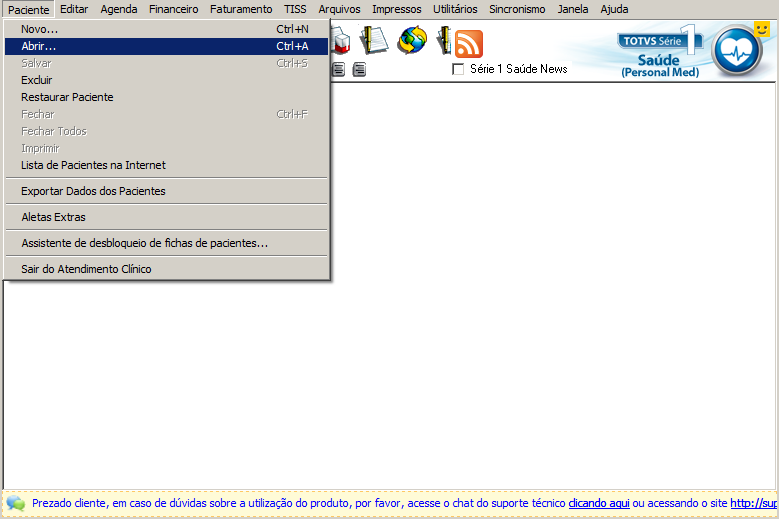 Paciente Editar Agenda Financeiro Faturamento TISS Arquivos Impressos Utilitários Sincronismo Janela Ajuda
Novo... Ctrl+N
Abrir... Ctrl+A
Salvar Ctrl+S
Excluir
Restaurar Paciente
Fechar Ctrl+F
Fechar Todos
Imprimir
Lista de Pacientes na Internet
Exportar Dados dos Pacientes
Aletas Extras
Assistente de desbloqueio de fichas de pacientes...
Sair do Atendimento Clínico
Série 1 Saúde News
TOTVS Série 1
Saúde
(Personal Med)
Prezado cliente, em caso de dúvidas sobre a utilização do produto, por favor, acesse o chat do suporte técnico clicando aqui ou acessando o site http://sup